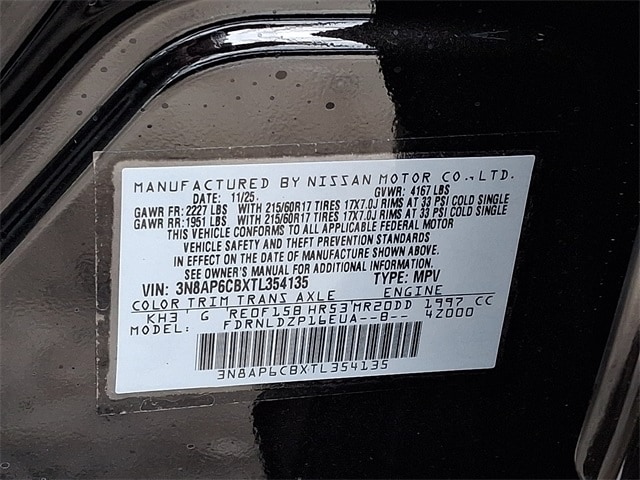 MANUFACTURED BY NISSAN MOTOR CO.,LTD.
DATE: 11/25. GVWR: 4167 LBS
GAWR FR: 2227 LBS WITH 215/60R17 TIRES 17X7.0J RIMS AT 33 PSI COLD SINGLE
GAWR RR: 1951 LBS WITH 215/60R17 TIRES 17X7.0J RIMS AT 33 PSI COLD SINGLE
THIS VEHICLE CONFORMS TO ALL APPLICABLE FEDERAL MOTOR
VEHICLE SAFETY AND THEFT PREVENTION STANDARDS
IN EFFECT ON THE DATE OF MANUFACTURE SHOWN ABOVE.
SEE OWNER'S MANUAL FOR ADDITIONAL INFORMATION.
VIN: 3N8AP6CBXTL354135 TYPE: MPV
COLOR TRIM TRANS AXLE ENGINE
KH3 G RE0F15B HR53 MR20DD 1997 CC
MODEL: FDRNLDZP16EUA--B-- 4Z000
3N8AP6CBXTL354135